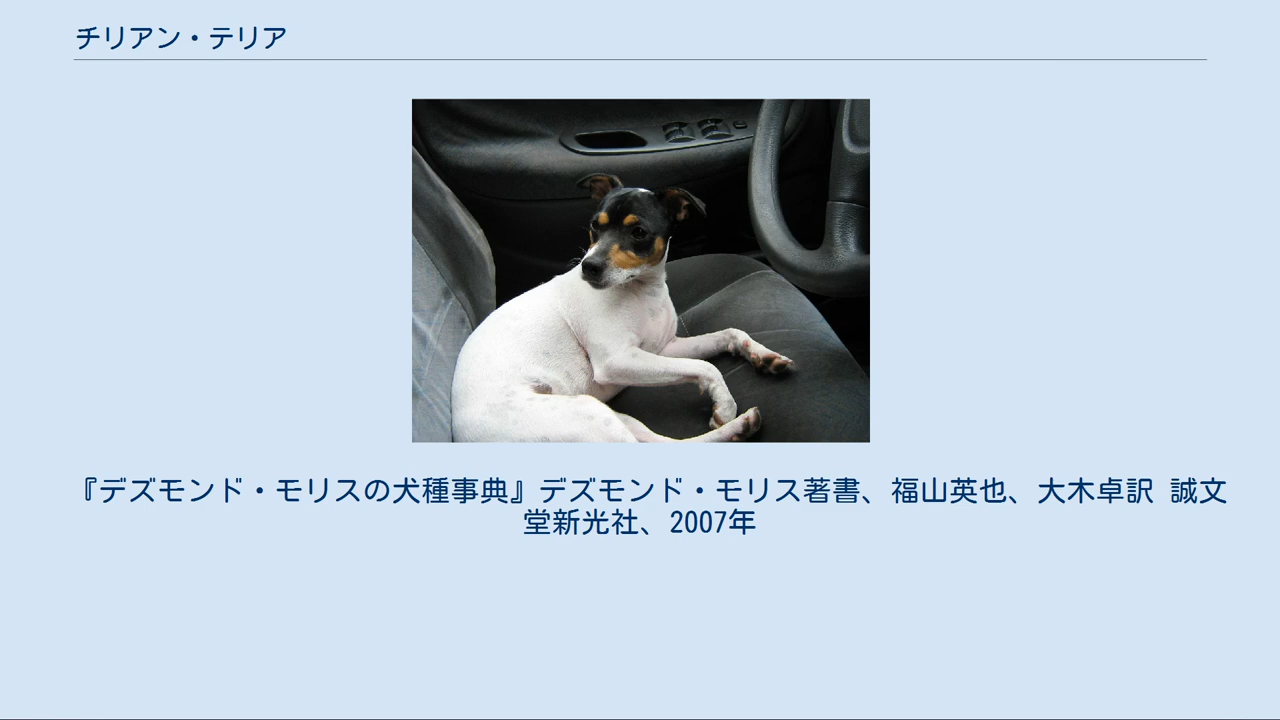 チリアン・テリア
『デズモンド・モリスの犬種事典』デズモンド・モリス著書、福山英也、大木卓訳 誠文
堂新光社、2007年